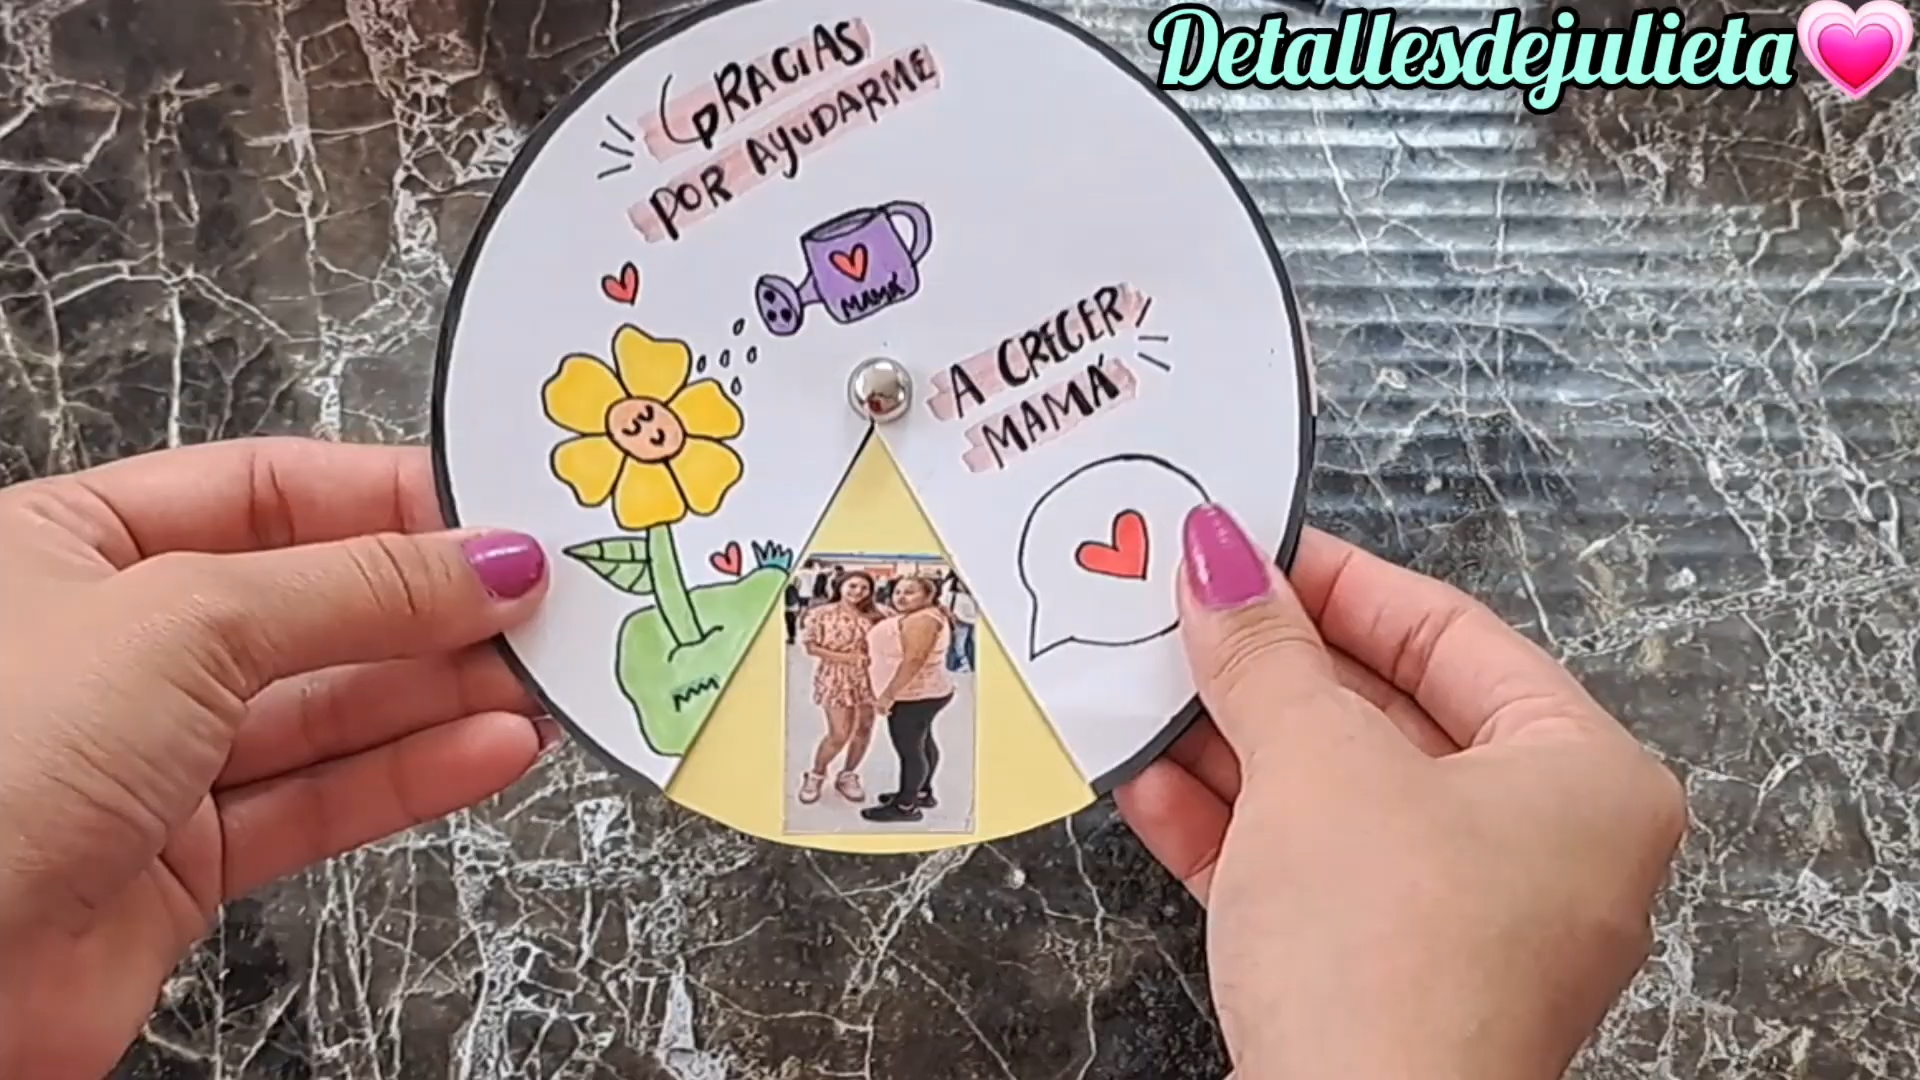 Detallesdejulieta
GRACIAS
POR AYUDARME
MAMÁ
A CRECER
MAMÁ